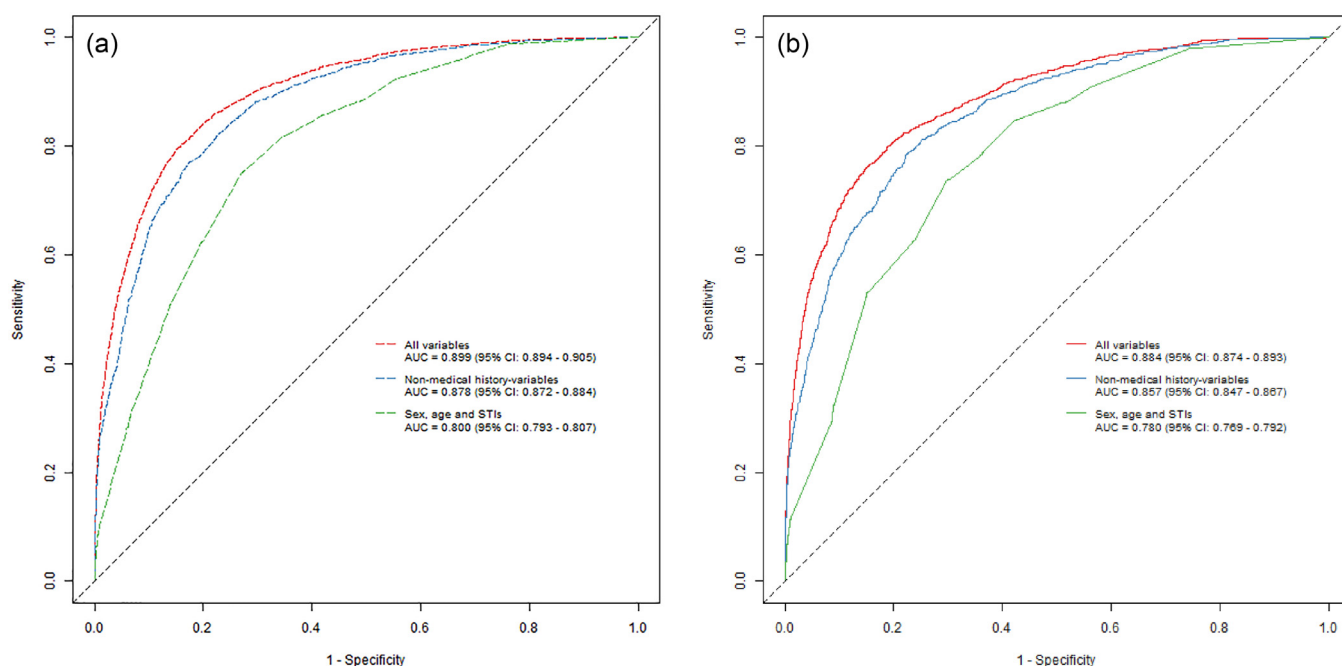 (a)
1.0
0.8
0.6
0.4
0.2
0.0
Sensitivity
All variables
AUC = 0.899 (95% CI: 0.894 - 0.905)
Non-medical history-variables
AUC = 0.878 (95% CI: 0.872 - 0.884)
Sex, age and STIs
AUC = 0.800 (95% CI: 0.793 - 0.807)
0.0 0.2 0.4 0.6 0.8 1.0
1 - Specificity
(b)
1.0
0.8
0.6
0.4
0.2
0.0
Sensitivity
All variables
AUC = 0.884 (95% CI: 0.874 - 0.893)
Non-medical history-variables
AUC = 0.857 (95% CI: 0.847 - 0.867)
Sex, age and STIs
AUC = 0.780 (95% CI: 0.769 - 0.792)
0.0 0.2 0.4 0.6 0.8 1.0
1 - Specificity